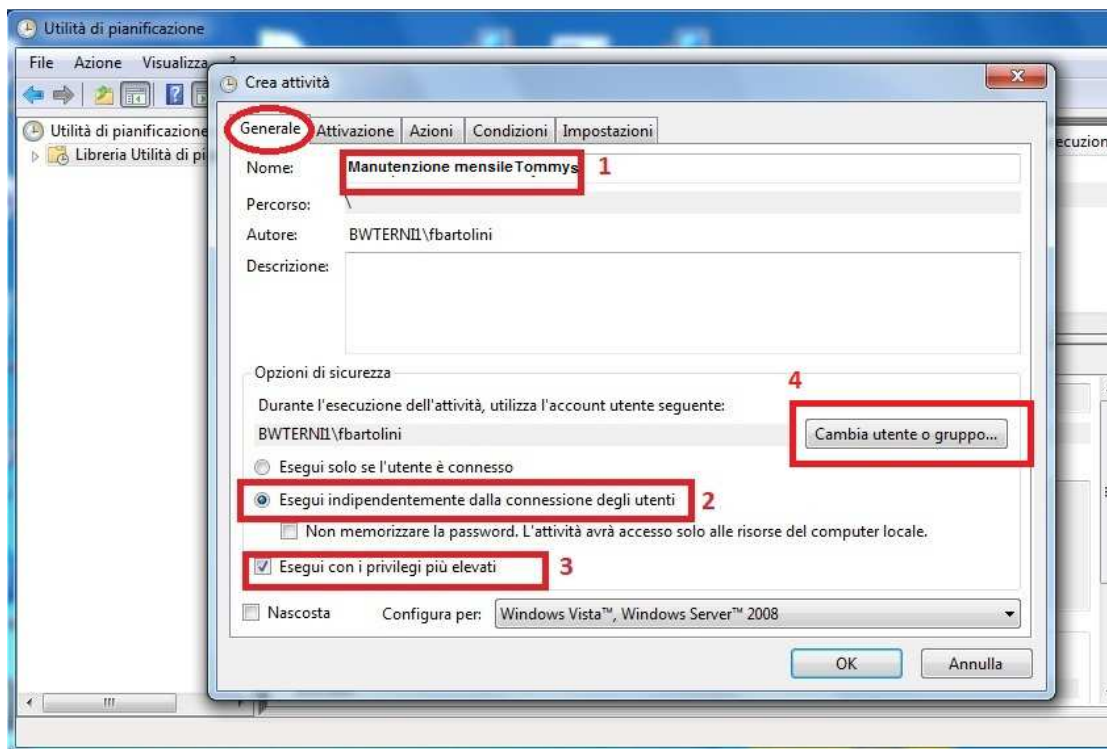 Utilità di pianificazione
File Azione Visualizza ?
Crea attività
Utilità di pianificazione
Libreria Utilità di pi
Generale Attivazione Azioni Condizioni Impostazioni
ecuzion
Nome: Manutenzione mensile Tommys 1
Percorso: \
Autore: BWTERNI1\fbartolini
Descrizione:
Opzioni di sicurezza
4
Durante l'esecuzione dell'attività, utilizza l'account utente seguente:
BWTERNI1\fbartolini Cambia utente o gruppo...
Esegui solo se l'utente è connesso
Esegui indipendentemente dalla connessione degli utenti 2
Non memorizzare la password. L'attività avrà accesso solo alle risorse del computer locale.
Esegui con i privilegi più elevati 3
Nascosta Configura per: Windows Vista™, Windows Server™ 2008
OK Annulla